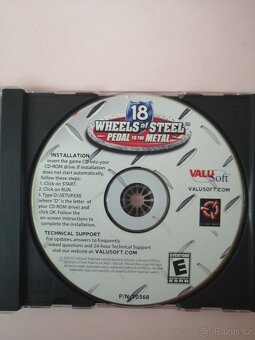 18
WHEELS of STEEL
PEDAL TO THE METAL
INSTALLATION
Insert the game CD into your
CD-ROM drive. If installation
does not start automatically,
follow these steps:
1. Click on START.
2. Click on RUN.
3. Type D:\SETUP.EXE
(where "D" is the letter of
your CD-ROM drive) and
click OK. Follow the
on-screen instructions to
complete the installation.
VALU
Soft
VALUSOFT.COM
TECHNICAL SUPPORT
For updates, answers to frequently
asked questions and 24-hour Technical Support
visit our website at: VALUSOFT.COM
EVERYONE
E
P/N: 10368
Bazoš.cz